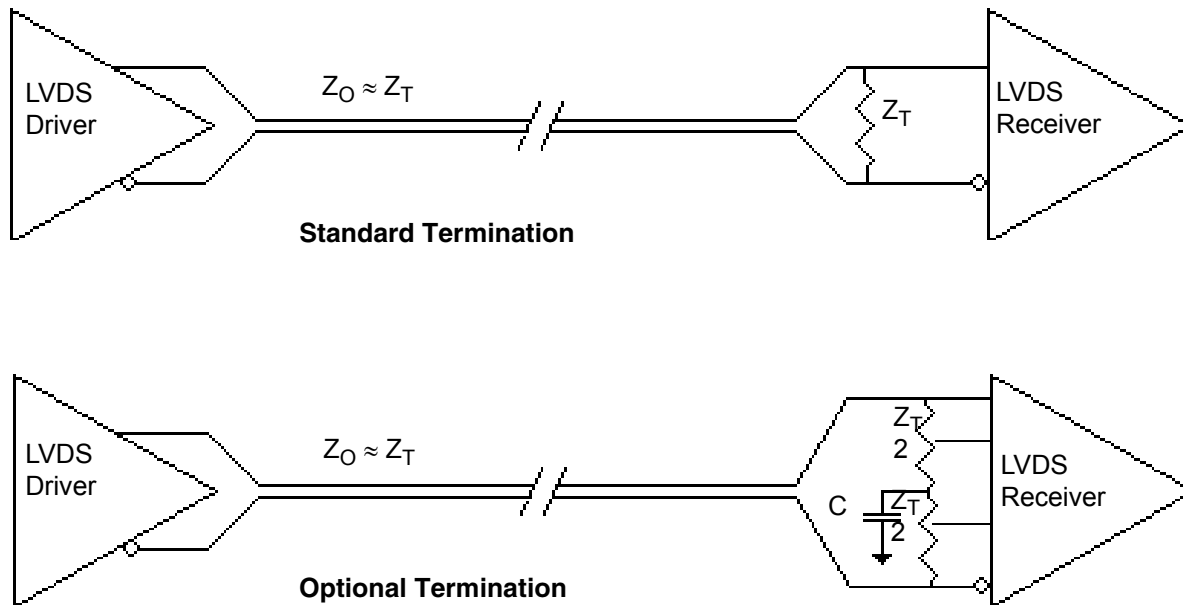 LVDS
Driver
Z_O ≈ Z_T
Z_T
LVDS
Receiver
Standard Termination
LVDS
Driver
Z_O ≈ Z_T
Z_T
2
C
Z_T
2
LVDS
Receiver
Optional Termination